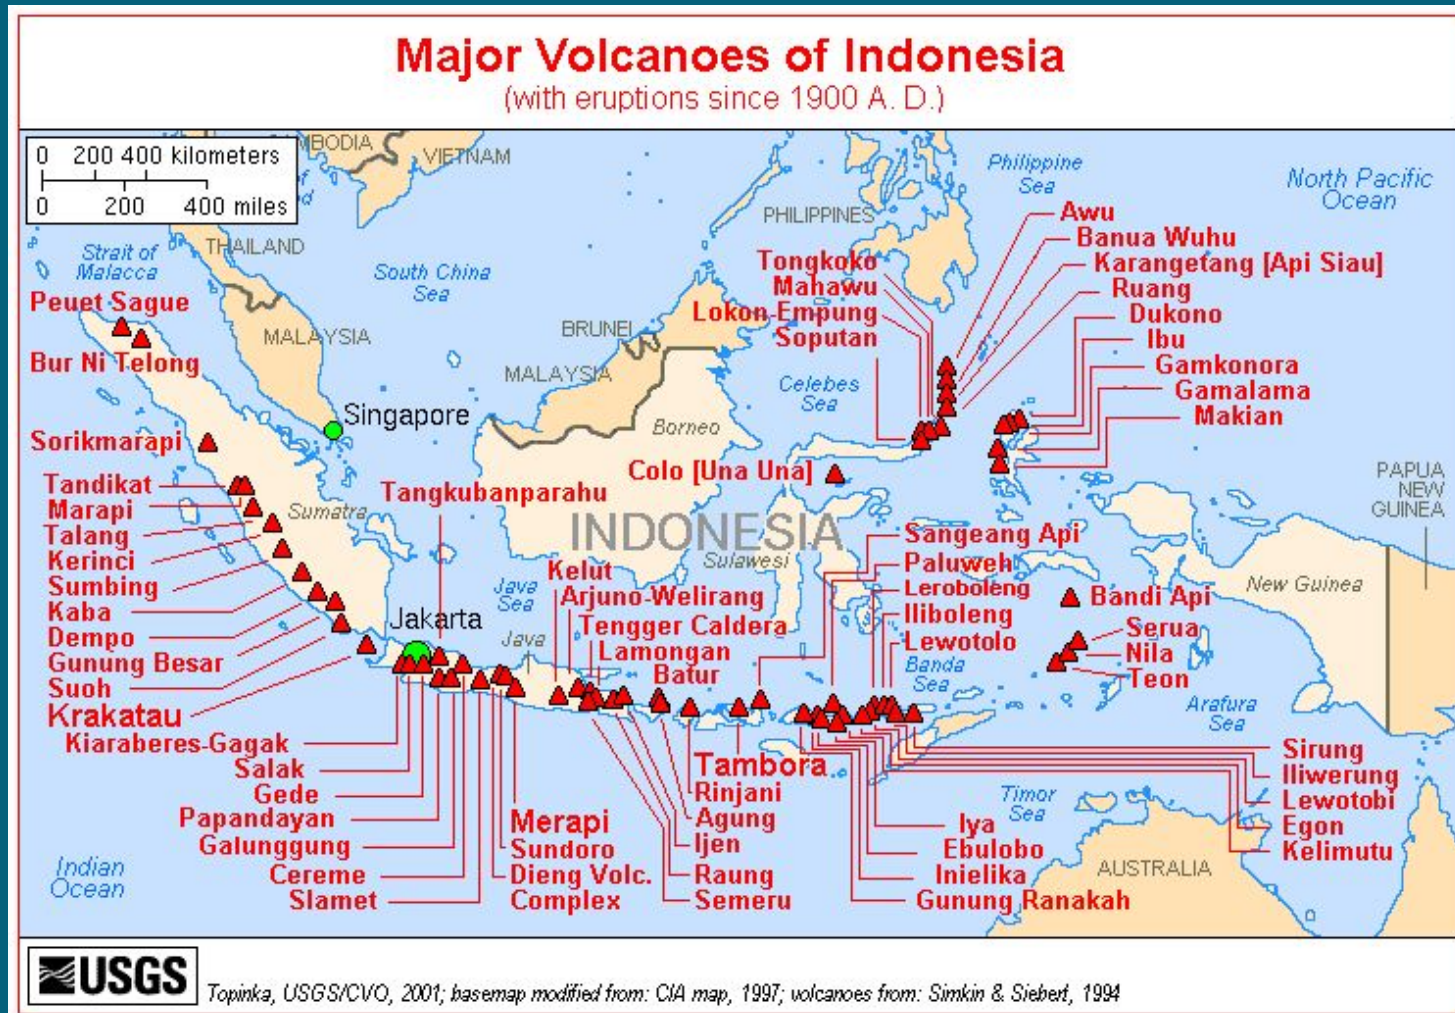 Major Volcanoes of Indonesia
(with eruptions since 1900 A. D.)
0 200 400 kilometers
0 200 400 miles
MBODIA
VIETNAM
THAILAND
Strait of
Malacca
South China
Sea
PHILIPPINES
Philippine
Sea
North Pacific
Ocean
Awu
Banua Wuhu
Karangetang [Api Siau]
Ruang
Dukono
Ibu
Gamkonora
Gamalama
Makian
Tongkoko
Mahawu
Lokon-Empung
Soputan
Peuet Sague
Bur Ni Telong
MALAYSIA
BRUNEI
MALAYSIA
Celebes
Sea
Singapore
Borneo
Sorikmarapi
Colo [Una Una]
PAPUA
NEW
GUINEA
Tandikat
Marapi
Talang
Kerinci
Sumbing
Kaba
Dempo
Gunung Besar
Suoh
Krakatau
Sumatra
Tangkubanparahu
INDONESIA
Sulawesi
New Guinea
Java
Sea
Jakarta
Java
Kelut
Arjuno-Welirang
Tengger Caldera
Lamongan
Batur
Sangeang Api
Paluweh
Leroboleng
Iliboleng
Lewotolo
Banda
Sea
Bandi Api
Serua
Nila
Teon
Arafura
Sea
Kiaraberes-Gagak
Salak
Gede
Papandayan
Galunggung
Cereme
Slamet
Merapi
Sundoro
Dieng Volc.
Complex
Tambora
Rinjani
Agung
Ijen
Raung
Semeru
Timor
Sea
Iya
Ebulobo
Inielika
Gunung Ranakah
Sirung
Iliwerung
Lewotobi
Egon
Kelimutu
Indian
Ocean
AUSTRALIA
USGS
Topinka, USGS/CVO, 2001; basemap modified from: CIA map, 1997; volcanoes from: Simkin & Siebert, 1994